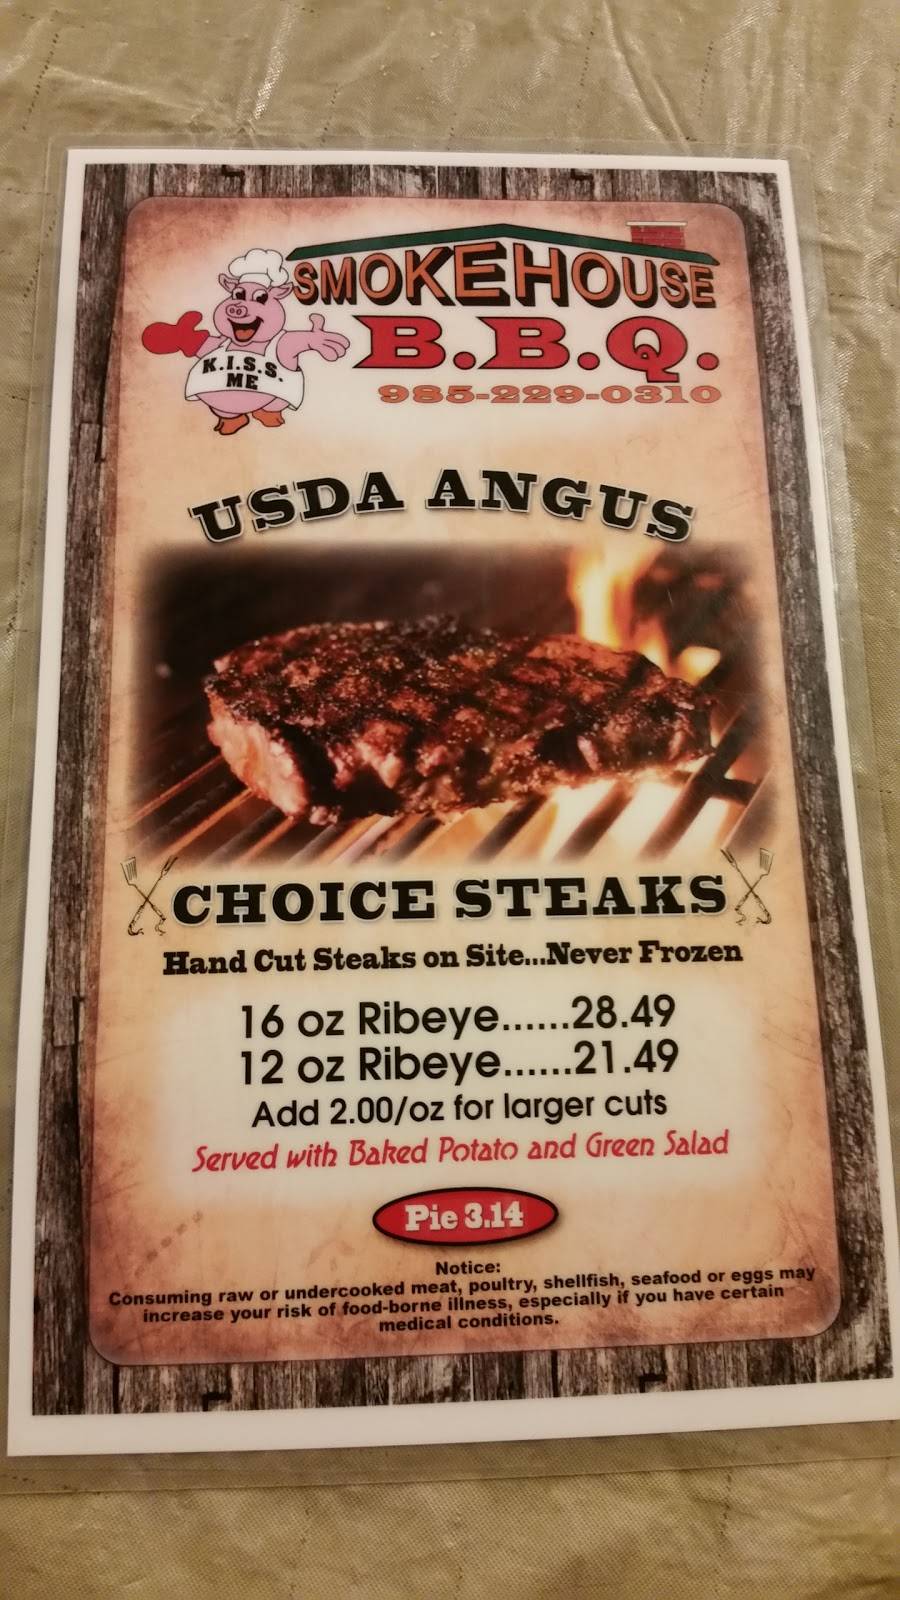 SMOKEHOUSE
B.B.Q.
K.I.S.S.
ME
985-229-0310
USDA ANGUS
CHOICE STEAKS
Hand Cut Steaks on Site...Never Frozen
16 oz Ribeye......28.49
12 oz Ribeye......21.49
Add 2.00/oz for larger cuts
Served with Baked Potato and Green Salad
Pie 3.14
Notice:
Consuming raw or undercooked meat, poultry, shellfish, seafood or eggs may
increase your risk of food-borne illness, especially if you have certain
medical conditions.